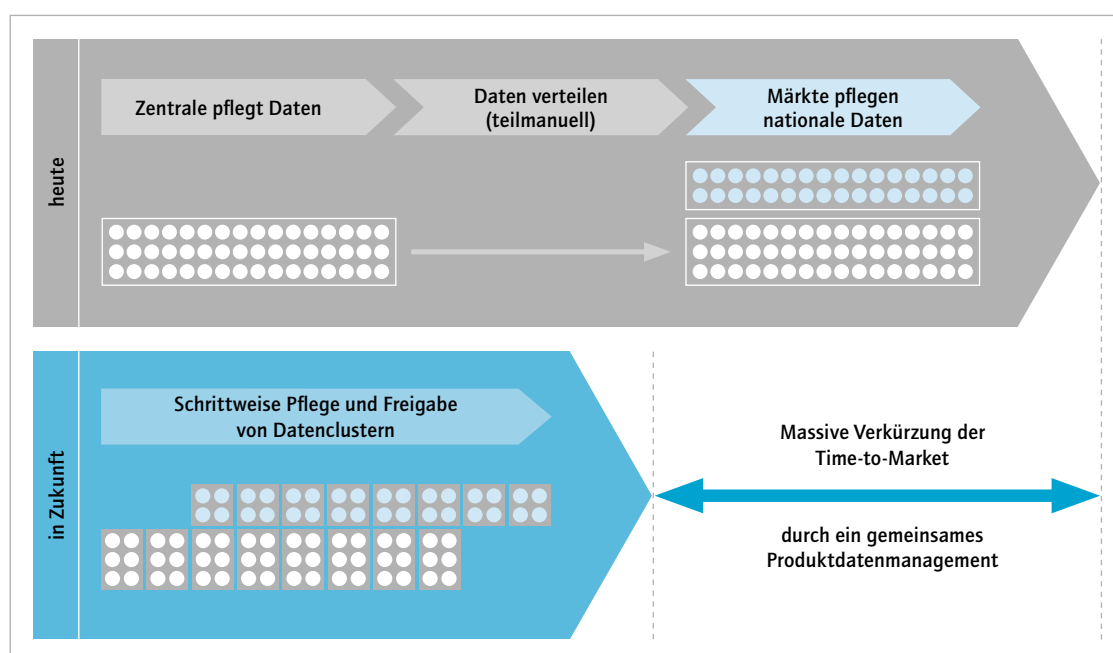 heute
Zentrale pflegt Daten
Daten verteilen
(teilmanuell)
Märkte pflegen
nationale Daten
in Zukunft
Schrittweise Pflege und Freigabe
von Datenclustern
Massive Verkürzung der
Time-to-Market
durch ein gemeinsames
Produktdatenmanagement